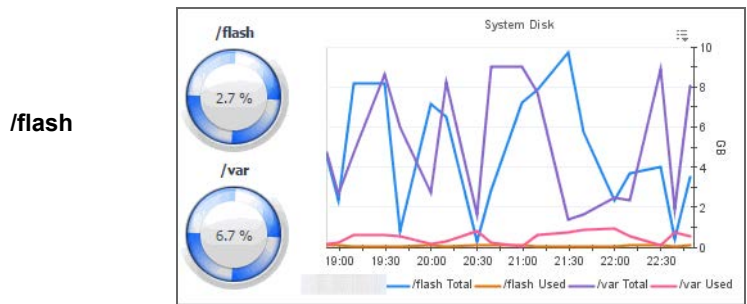 /flash
/flash
2.7 %
/var
6.7 %
System Disk
10
8
6
4
2
0
GB
19:00 19:30 20:00 20:30 21:00 21:30 22:00 22:30
/flash Total /flash Used /var Total /var Used